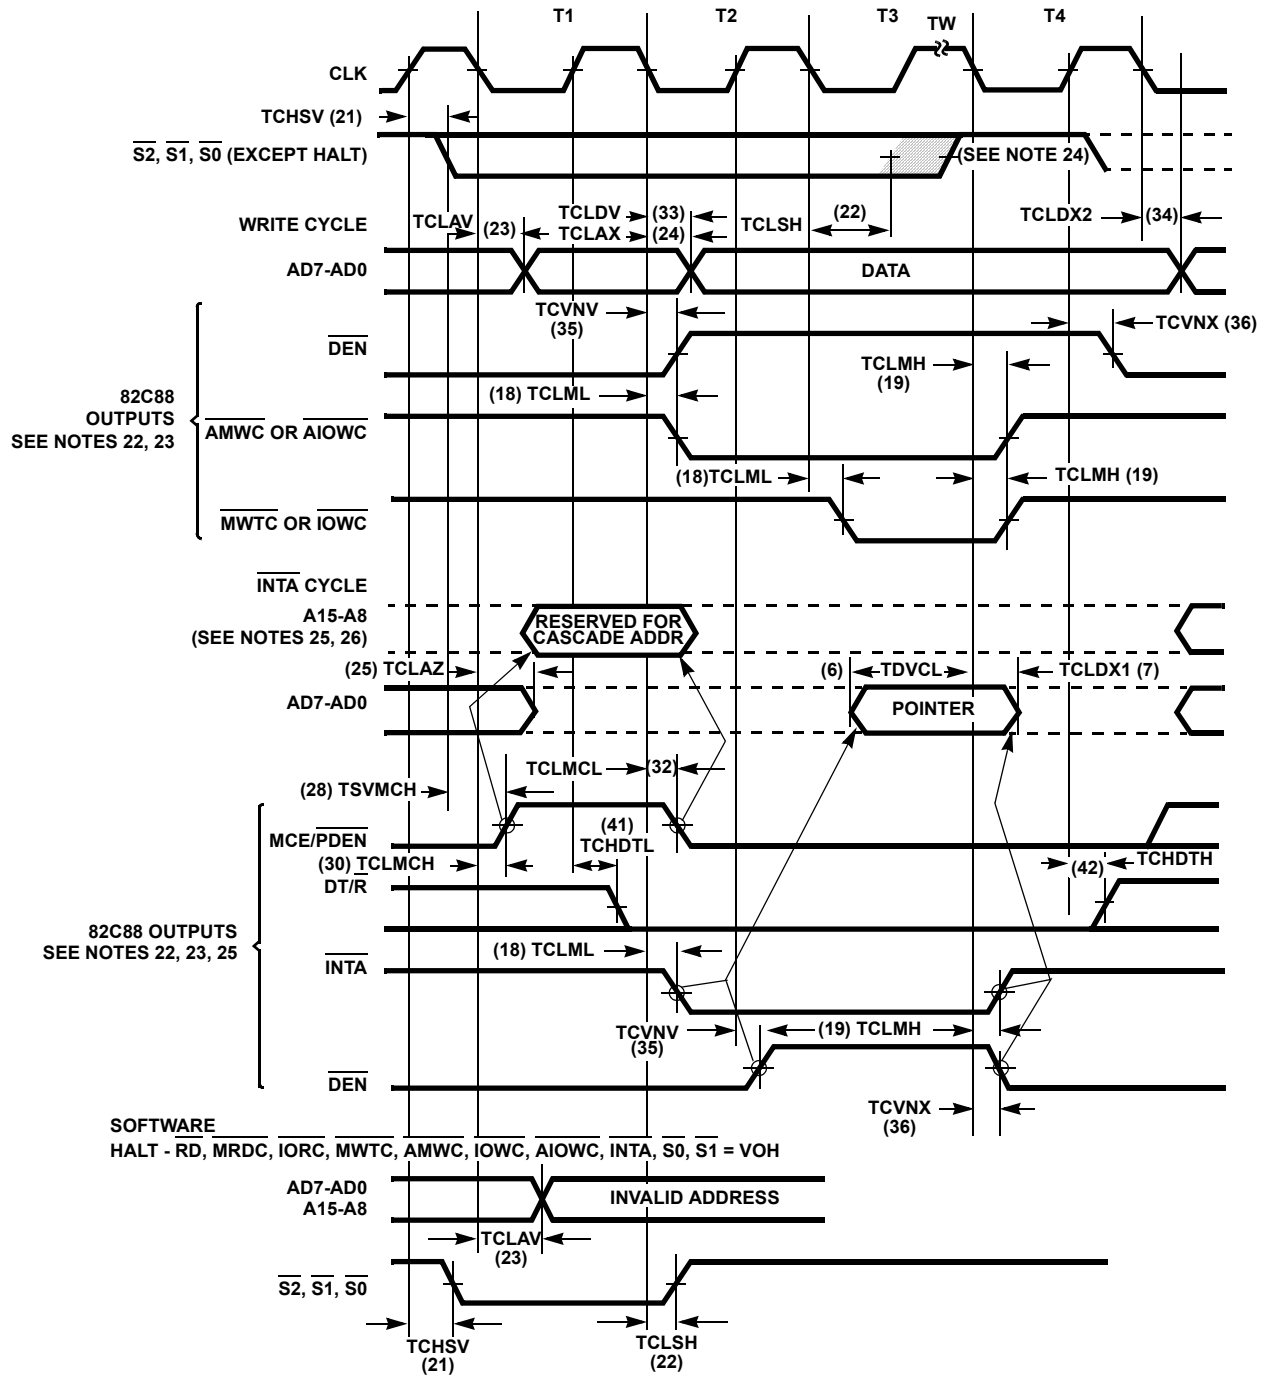 T1 T2 T3 TW T4
CLK
TCHSV (21)
S2, S1, S0 (EXCEPT HALT)
(SEE NOTE 24)
WRITE CYCLE
TCLAV (23)
TCLDV (33)
TCLAX (24)
TCLSH (22)
TCLDX2 (34)
AD7-AD0
DATA
TCVNV
(35)
TCVNX (36)
DEN
TCLMH
(19)
(18) TCLML
82C88
OUTPUTS
SEE NOTES 22, 23
AMWC OR AIOWC
(18)TCLML
TCLMH (19)
MWTC OR IOWC
INTA CYCLE
A15-A8
(SEE NOTES 25, 26)
RESERVED FOR
CASCADE ADDR
(25) TCLAZ
(6) TDVCL
TCLDX1 (7)
AD7-AD0
POINTER
TCLMCL (32)
(28) TSVMCH
MCE/PDEN
(41)
TCHDTL
(30) TCLMCH
TCHDTH
(42)
DT/R
82C88 OUTPUTS
SEE NOTES 22, 23, 25
(18) TCLML
INTA
TCVNV
(35)
(19) TCLMH
DEN
TCVNX
(36)
SOFTWARE
HALT - RD, MRDC, IORC, MWTC, AMWC, IOWC, AIOWC, INTA, S0, S1 = VOH
AD7-AD0
A15-A8
INVALID ADDRESS
TCLAV
(23)
S2, S1, S0
TCHSV
(21)
TCLSH
(22)